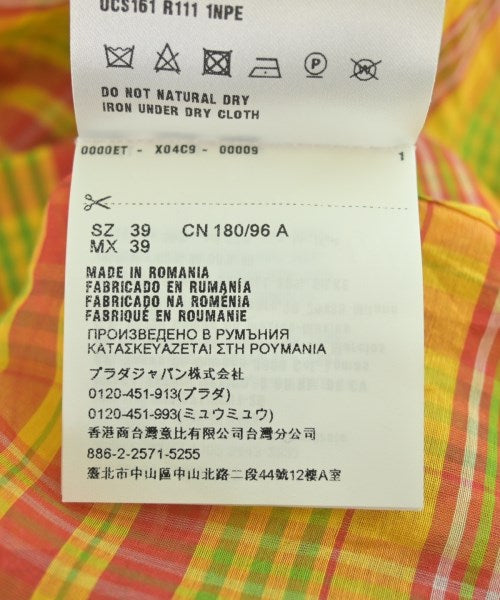 UCS161 R111 1NPE
DO NOT NATURAL DRY
IRON UNDER DRY CLOTH
0000ET - X04C9 - 00009 1
SZ 39 CN 180/96 A
MX 39
MADE IN ROMANIA
FABRICADO EN RUMANÍA
FABRICADO NA ROMÉNIA
FABRIQUÉ EN ROUMANIE
ПРОИЗВЕДЕНО В РУМЪНИЯ
ΚΑΤΑΣΚΕΥΑΖΕΤΑΙ ΣΤΗ ΡΟΥΜΑΝΙΑ
プラダジャパン株式会社
0120-451-913(プラダ)
0120-451-993(ミュウミュウ)
香港商台灣意比有限公司台灣分公司
886-2-2571-5255
臺北市中山區中山北路二段44號12樓A室